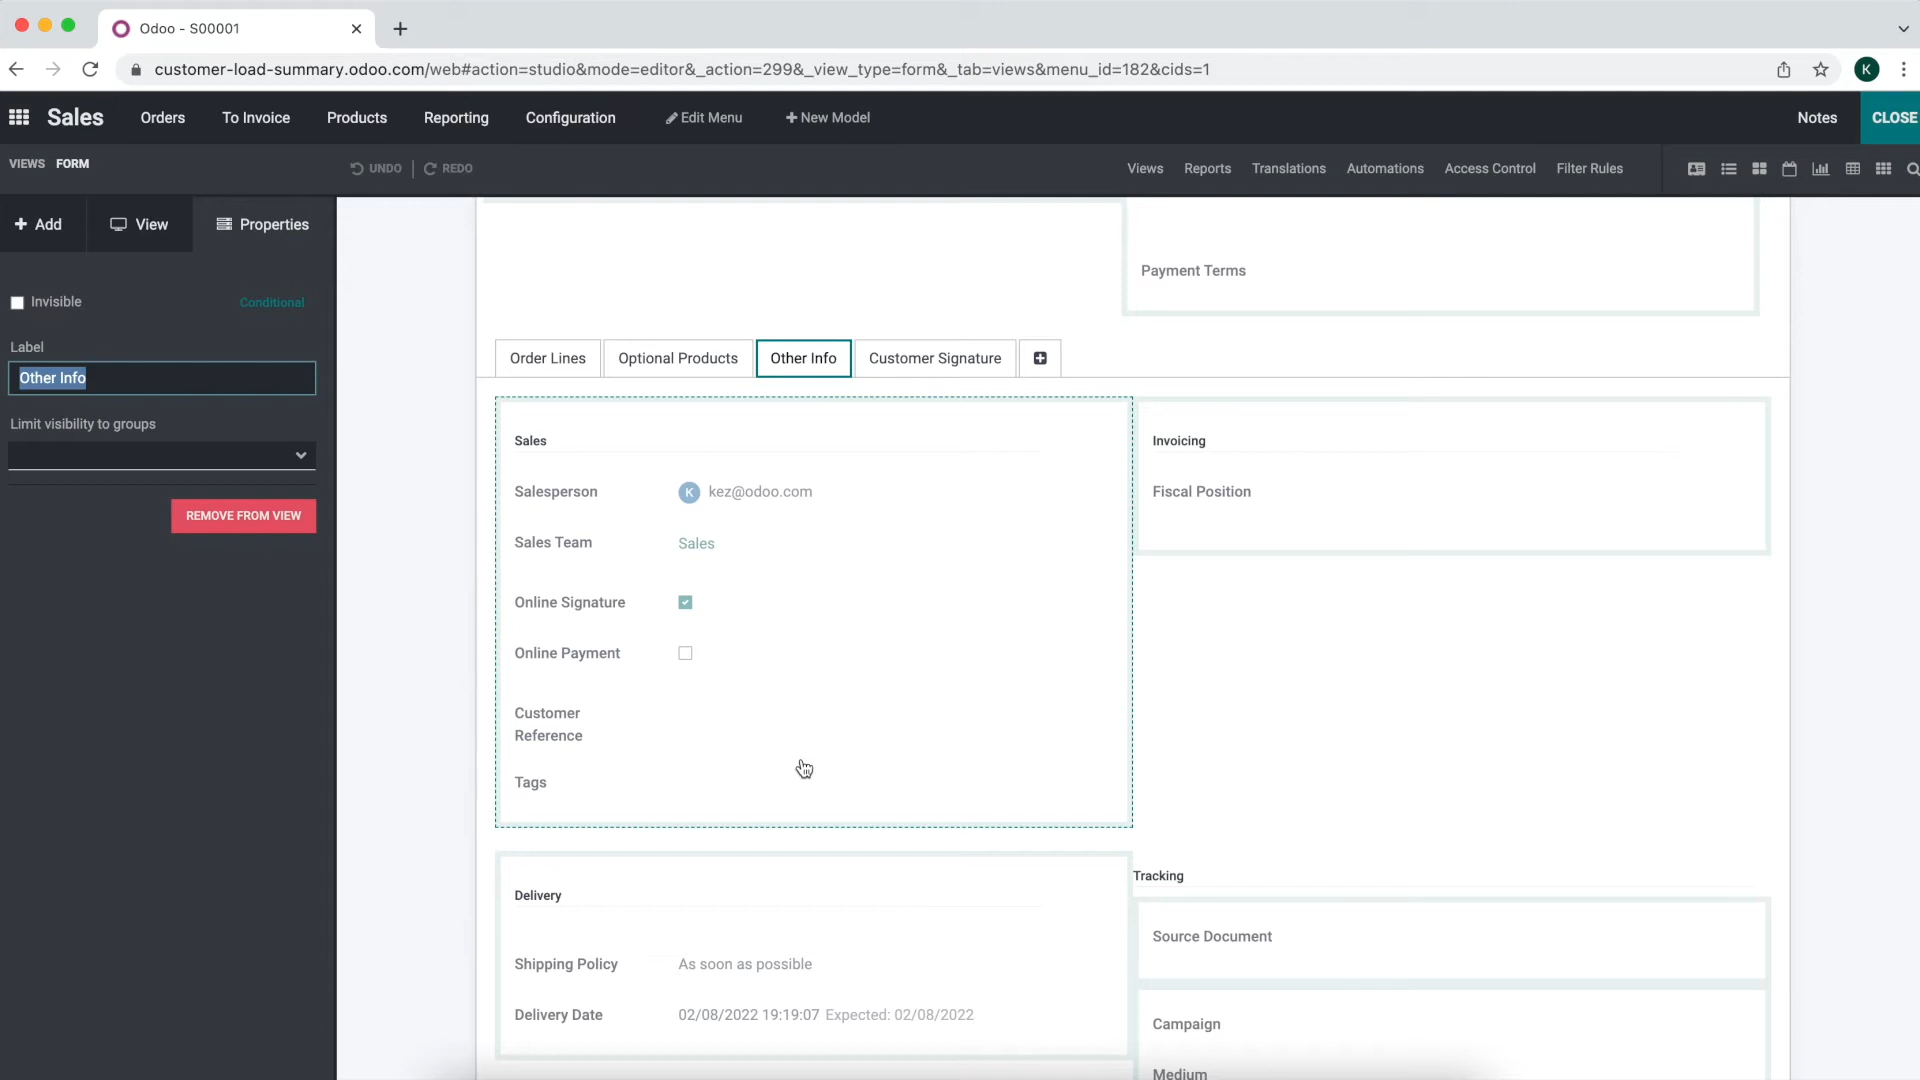 Odoo - S00001
customer-load-summary.odoo.com/web#action=studio&mode=editor&_action=299&_view_type=form&_tab=views&menu_id=182&cids=1
K
Sales Orders To Invoice Products Reporting Configuration Edit Menu New Model Notes CLOSE
VIEWS FORM UNDO REDO Views Reports Translations Automations Access Control Filter Rules
Add View Properties
Invisible Conditional
Label
Other Info
Limit visibility to groups
REMOVE FROM VIEW
Payment Terms
Order Lines Optional Products Other Info Customer Signature
Sales
Salesperson K kez@odoo.com
Sales Team Sales
Online Signature
Online Payment
Customer
Reference
Tags
Invoicing
Fiscal Position
Delivery
Shipping Policy As soon as possible
Delivery Date 02/08/2022 19:19:07 Expected: 02/08/2022
Tracking
Source Document
Campaign
Medium